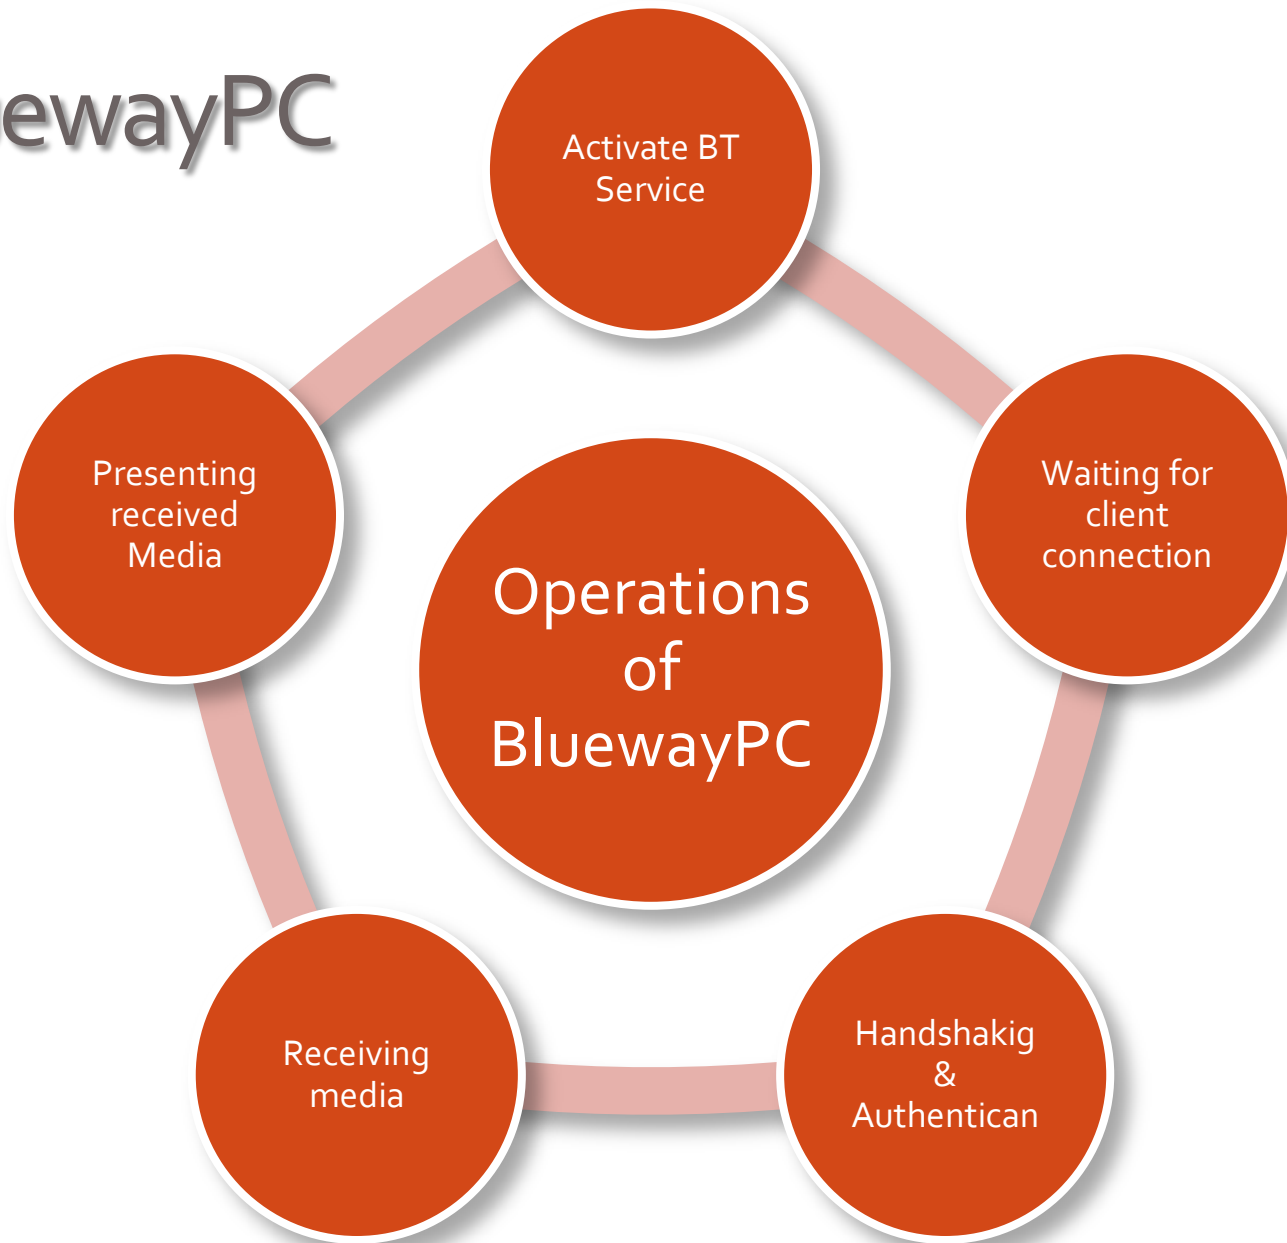 ewayPC
Activate BT
Service
Waiting for
client
connection
Handshakig
&
Authentican
Receiving
media
Presenting
received
Media
Operations
of
BluewayPC